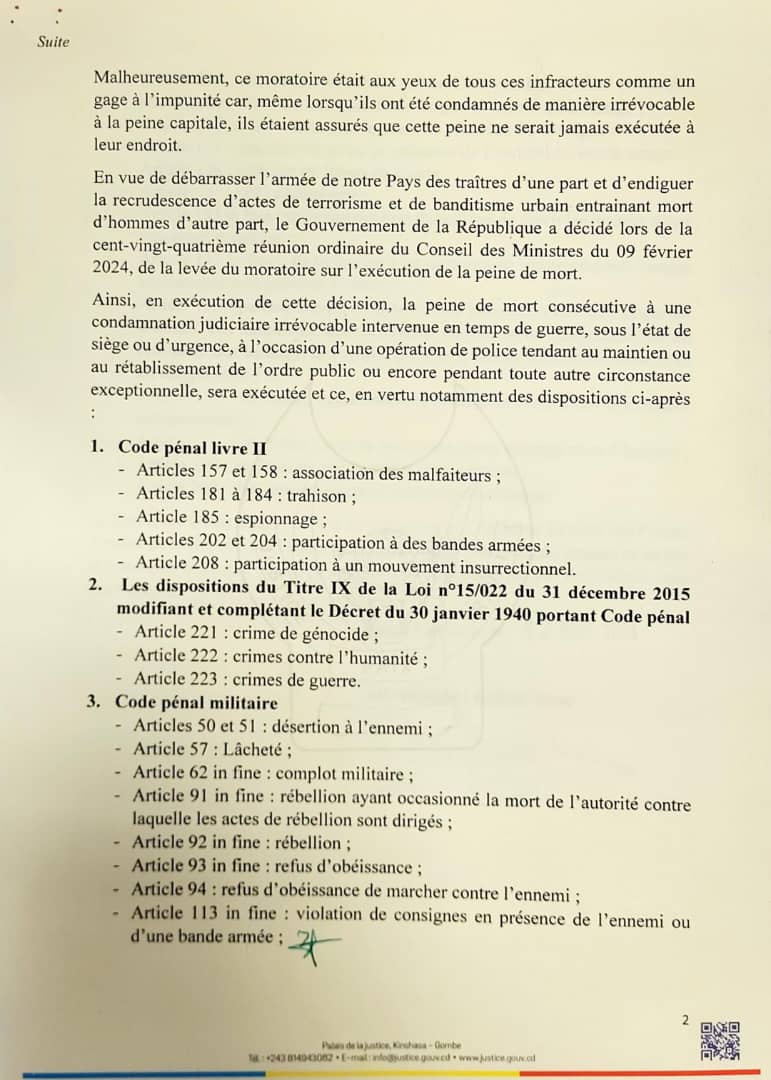 Suite
Malheureusement, ce moratoire était aux yeux de tous ces infracteurs comme un
gage à l'impunité car, même lorsqu'ils ont été condamnés de manière irrévocable
à la peine capitale, ils étaient assurés que cette peine ne serait jamais exécutée à
leur endroit.
En vue de débarrasser l'armée de notre Pays des traîtres d'une part et d'endiguer
la recrudescence d'actes de terrorisme et de banditisme urbain entrainant mort
d'hommes d'autre part, le Gouvernement de la République a décidé lors de la
cent-vingt-quatrième réunion ordinaire du Conseil des Ministres du 09 février
2024, de la levée du moratoire sur l'exécution de la peine de mort.
Ainsi, en exécution de cette décision, la peine de mort consécutive à une
condamnation judiciaire irrévocable intervenue en temps de guerre, sous l'état de
siège ou d'urgence, à l'occasion d'une opération de police tendant au maintien ou
au rétablissement de l'ordre public ou encore pendant toute autre circonstance
exceptionnelle, sera exécutée et ce, en vertu notamment des dispositions ci-après
:
1. Code pénal livre II
- Articles 157 et 158 : association des malfaiteurs ;
- Articles 181 à 184 : trahison ;
- Article 185 : espionnage ;
- Articles 202 et 204 : participation à des bandes armées ;
- Article 208 : participation à un mouvement insurrectionnel.
2. Les dispositions du Titre IX de la Loi n°15/022 du 31 décembre 2015
modifiant et complétant le Décret du 30 janvier 1940 portant Code pénal
- Article 221 : crime de génocide ;
- Article 222 : crimes contre l'humanité ;
- Article 223 : crimes de guerre.
3. Code pénal militaire
- Articles 50 et 51 : désertion à l'ennemi ;
- Article 57 : Lâcheté ;
- Article 62 in fine : complot militaire ;
- Article 91 in fine : rébellion ayant occasionné la mort de l'autorité contre
laquelle les actes de rébellion sont dirigés ;
- Article 92 in fine : rébellion ;
- Article 93 in fine : refus d'obéissance ;
- Article 94 : refus d'obéissance de marcher contre l'ennemi ;
- Article 113 in fine : violation de consignes en présence de l'ennemi ou
d'une bande armée ;
2
Palais de la justice, Kinshasa - Gombe
Tél. : +243 814943082 • E-mail : info@justice.gouv.cd • www.justice.gouv.cd